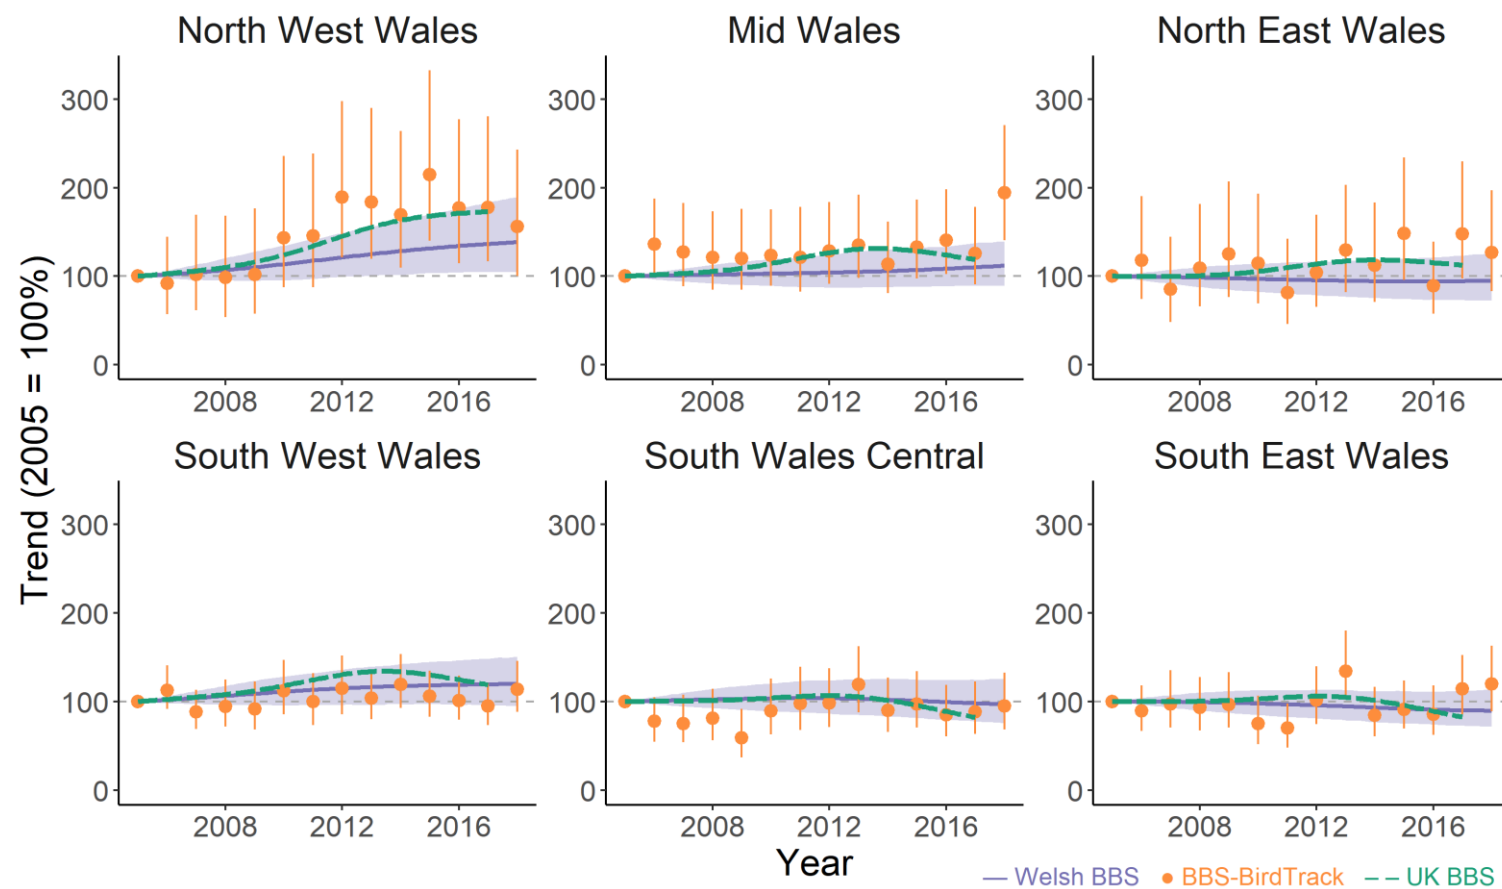 North West Wales Mid Wales North East Wales
300 300 300
200 200 200
100 100 100
0 0 0
2008 2012 2016 2008 2012 2016 2008 2012 2016
Trend (2005 = 100%)
South West Wales South Wales Central South East Wales
300 300 300
200 200 200
100 100 100
0 0 0
2008 2012 2016 2008 2012 2016 2008 2012 2016
Year
Welsh BBS BBS-BirdTrack UK BBS